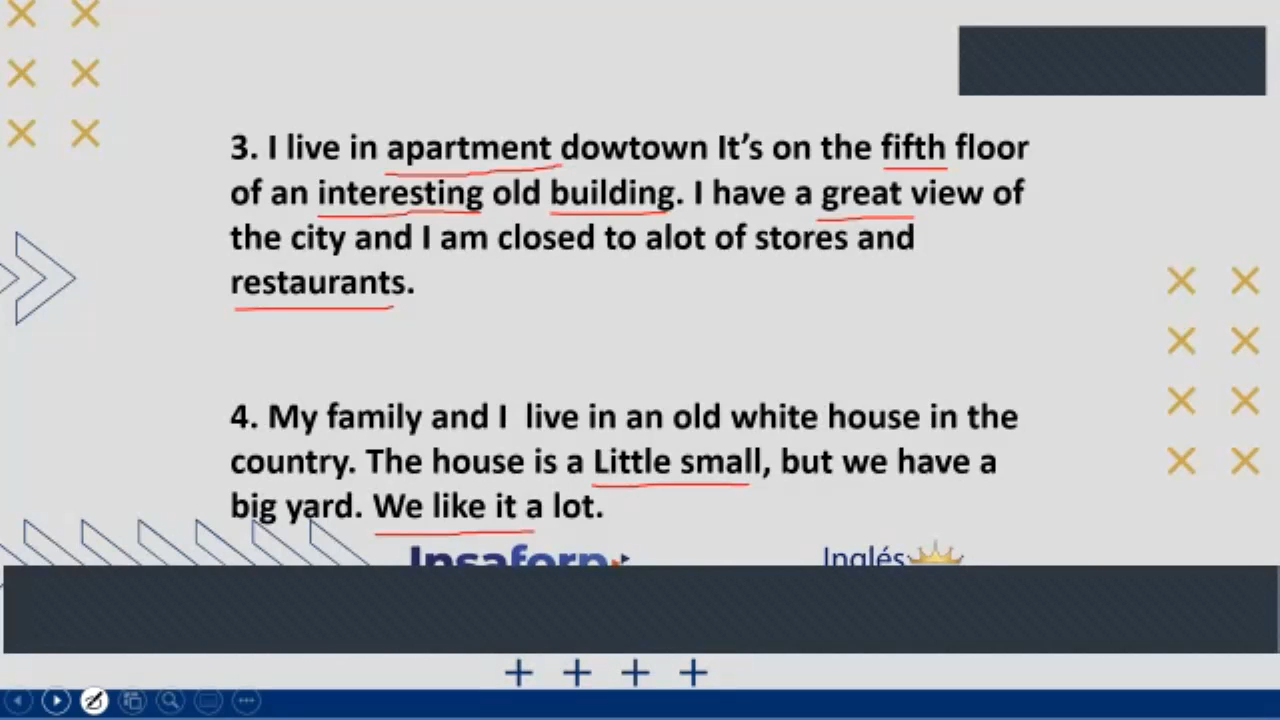 3. I live in apartment dowtown It’s on the fifth floor
of an interesting old building. I have a great view of
the city and I am closed to alot of stores and
restaurants.
4. My family and I  live in an old white house in the
country. The house is a Little small, but we have a
big yard. We like it a lot.
Insaforp
Inglés